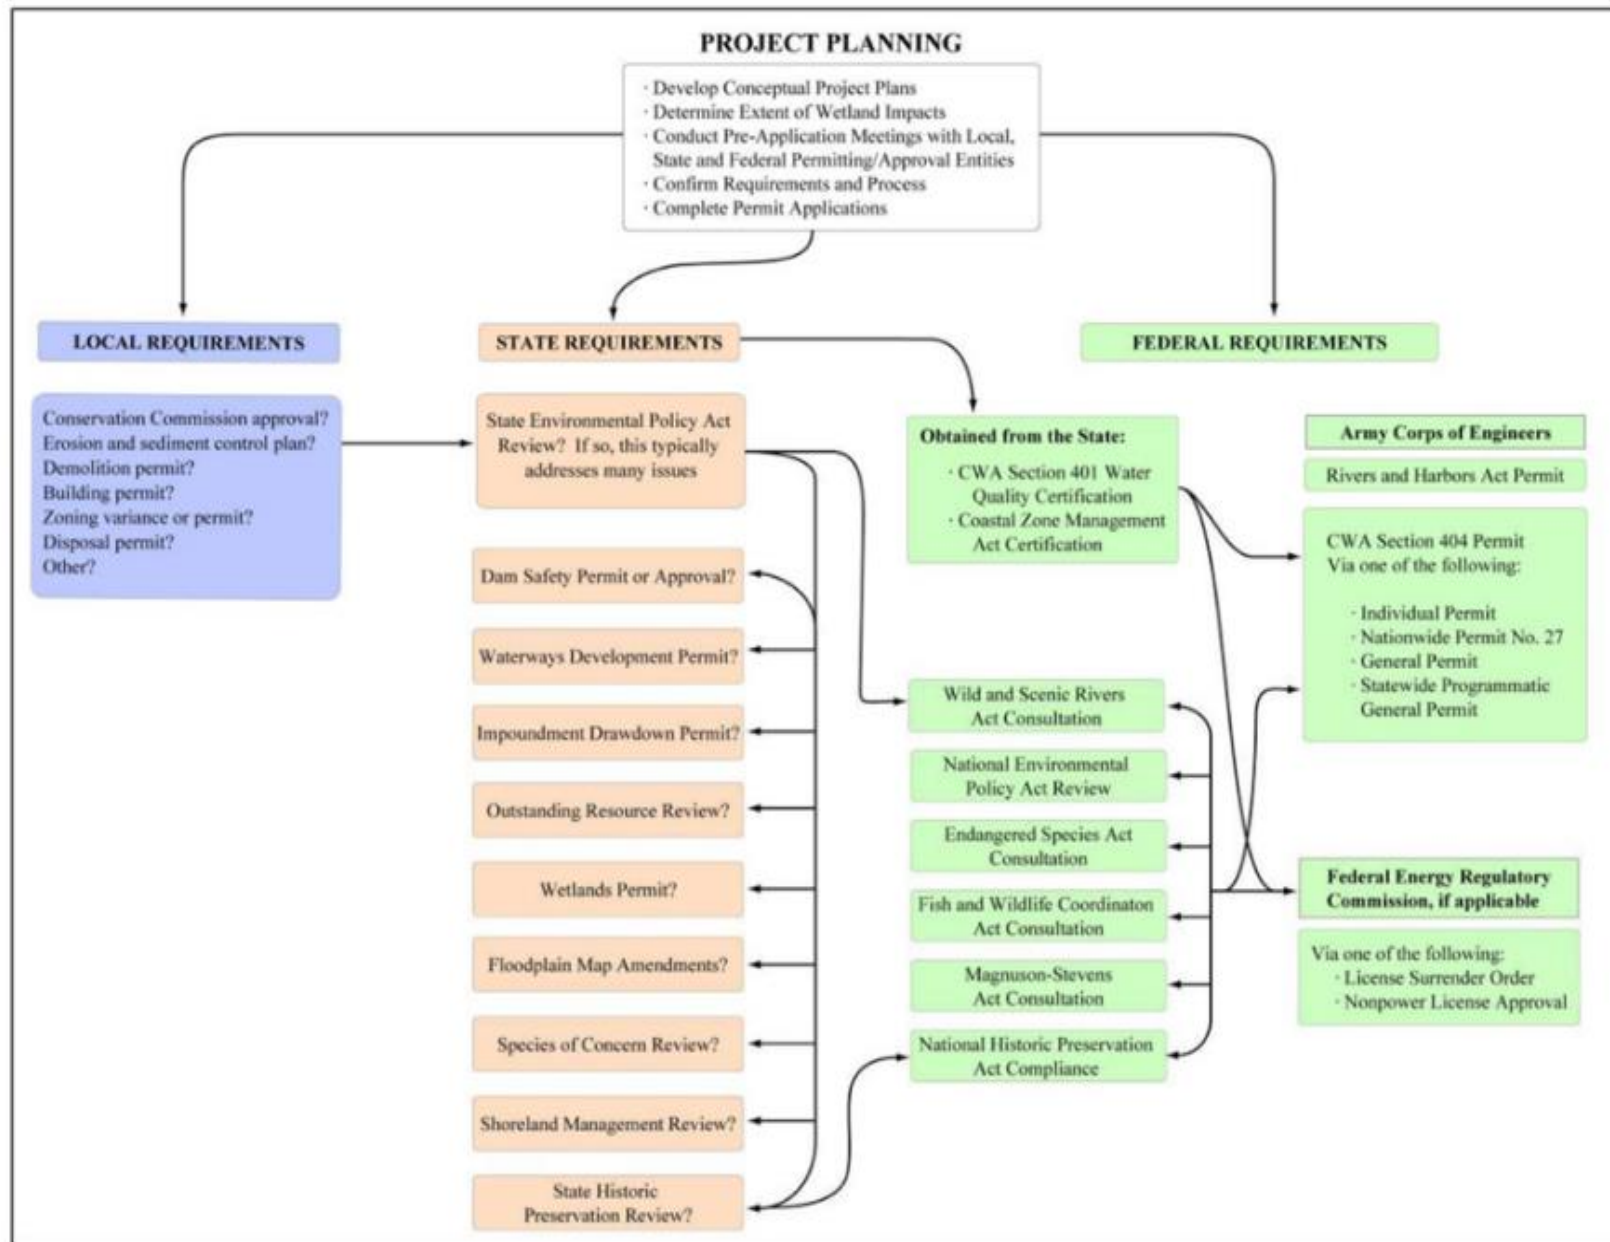 PROJECT PLANNING
· Develop Conceptual Project Plans
· Determine Extent of Wetland Impacts
· Conduct Pre-Application Meetings with Local,
State and Federal Permitting/Approval Entities
· Confirm Requirements and Process
· Complete Permit Applications
LOCAL REQUIREMENTS
Conservation Commission approval?
Erosion and sediment control plan?
Demolition permit?
Building permit?
Zoning variance or permit?
Disposal permit?
Other?
STATE REQUIREMENTS
State Environmental Policy Act
Review? If so, this typically
addresses many issues
Dam Safety Permit or Approval?
Waterways Development Permit?
Impoundment Drawdown Permit?
Outstanding Resource Review?
Wetlands Permit?
Floodplain Map Amendments?
Species of Concern Review?
Shoreland Management Review?
State Historic
Preservation Review?
FEDERAL REQUIREMENTS
Obtained from the State:
· CWA Section 401 Water
Quality Certification
· Coastal Zone Management
Act Certification
Wild and Scenic Rivers
Act Consultation
National Environmental
Policy Act Review
Endangered Species Act
Consultation
Fish and Wildlife Coordinaton
Act Consultation
Magnuson-Stevens
Act Consultation
National Historic Preservation
Act Compliance
Army Corps of Engineers
Rivers and Harbors Act Permit
CWA Section 404 Permit
Via one of the following:
· Individual Permit
· Nationwide Permit No. 27
· General Permit
· Statewide Programmatic
General Permit
Federal Energy Regulatory
Commission, if applicable
Via one of the following:
· License Surrender Order
· Nonpower License Approval